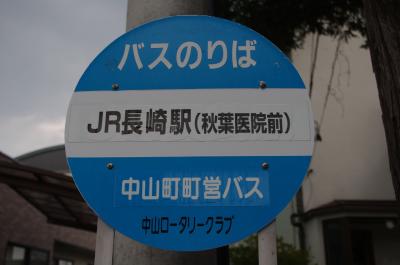 バスのりば
JR長崎駅(秋葉医院前)
中山町町営バス
中山ロータリークラブ